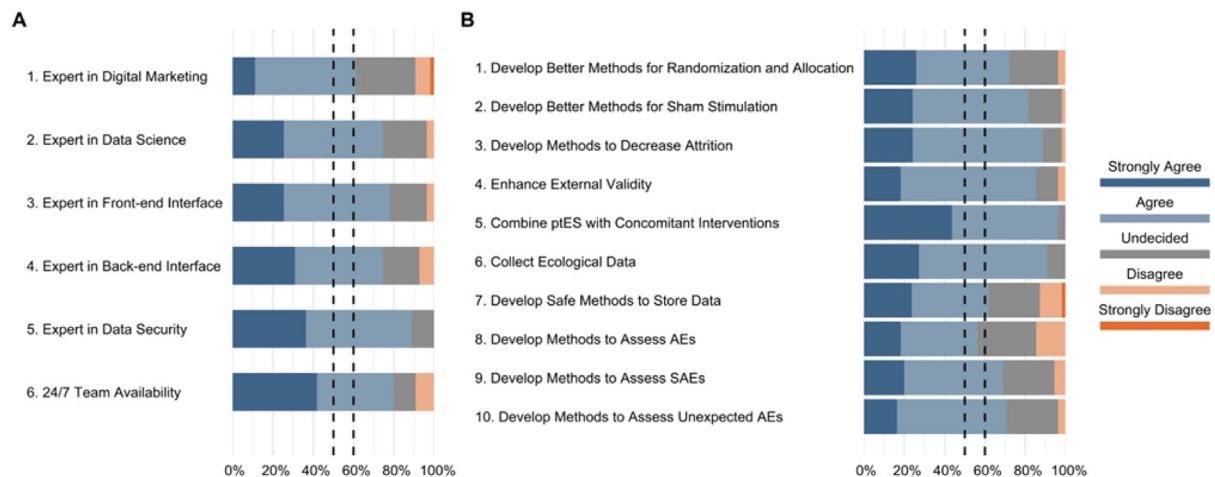 A
1. Expert in Digital Marketing
2. Expert in Data Science
3. Expert in Front-end Interface
4. Expert in Back-end Interface
5. Expert in Data Security
6. 24/7 Team Availability
0% 20% 40% 60% 80% 100%
B
1. Develop Better Methods for Randomization and Allocation
2. Develop Better Methods for Sham Stimulation
3. Develop Methods to Decrease Attrition
4. Enhance External Validity
5. Combine ptES with Concomitant Interventions
6. Collect Ecological Data
7. Develop Safe Methods to Store Data
8. Develop Methods to Assess AEs
9. Develop Methods to Assess SAEs
10. Develop Methods to Assess Unexpected AEs
0% 20% 40% 60% 80% 100%
Strongly Agree
Agree
Undecided
Disagree
Strongly Disagree